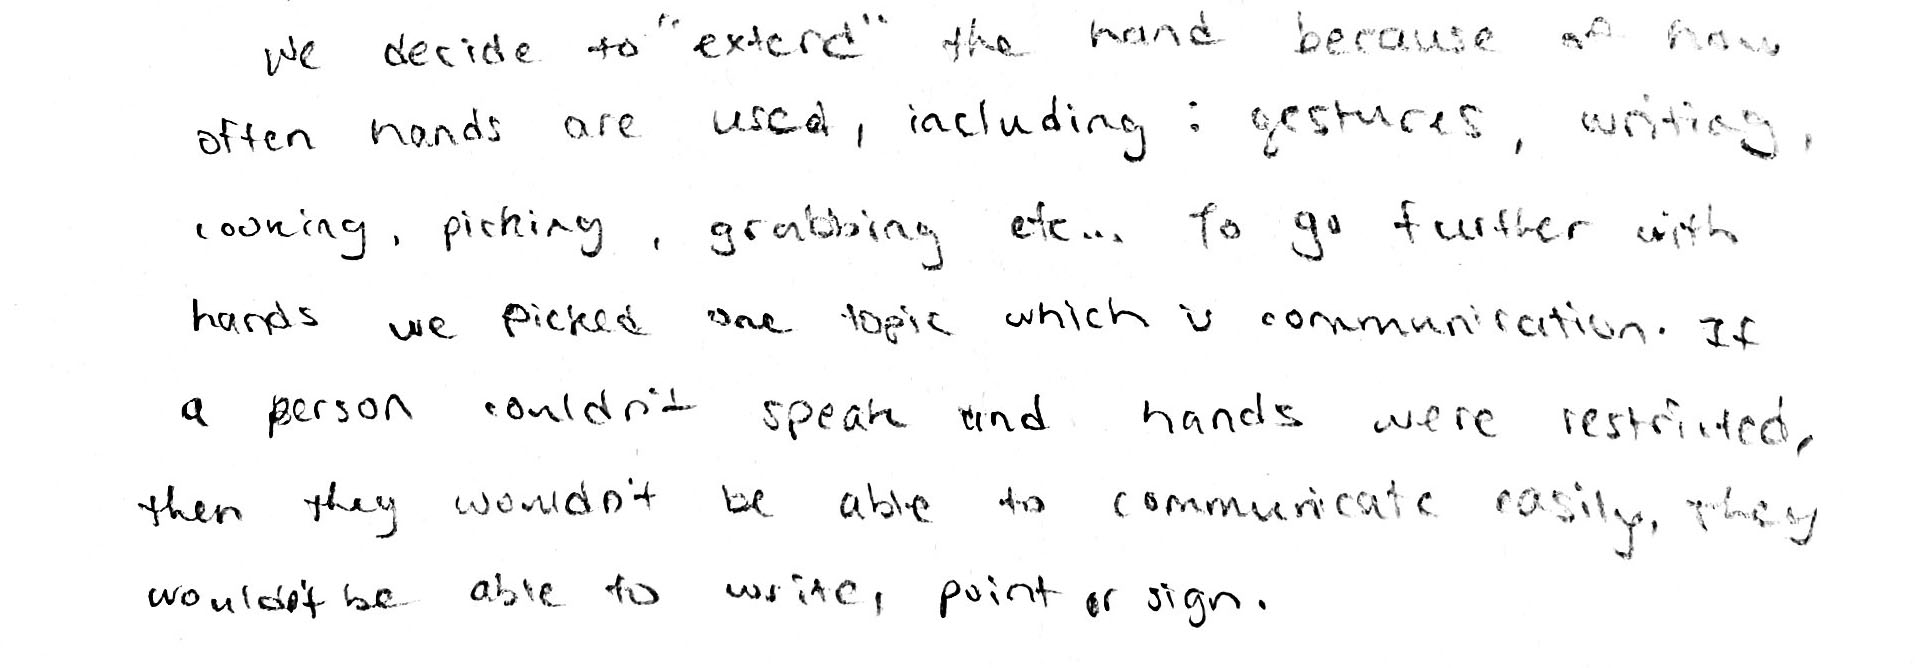 We decide to "extend" the hand because of how
often hands are used, including : gestures, writing,
cooking, picking, grabbing etc... To go further with
hands we picked one topic which is communication. If
a person couldn't speak and hands were restricted,
then they wouldn't be able to communicate easily, they
wouldn't be able to write, point or sign.